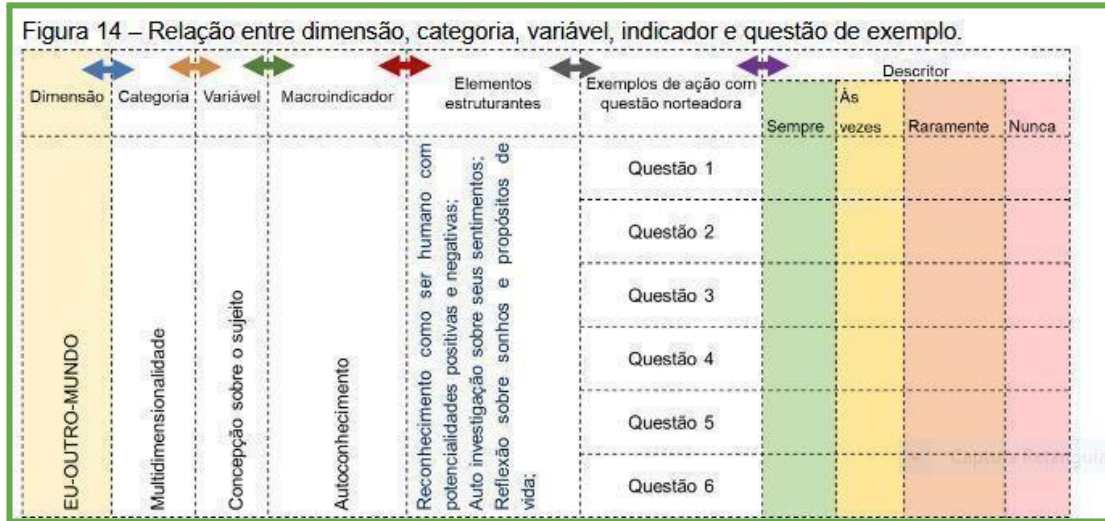 Figura 14 – Relação entre dimensão, categoria, variável, indicador e questão de exemplo.
Dimensão
Categoria
Variável
Macroindicador
Elementos
estruturantes
Exemplos de ação com
questão norteadora
Descritor
Sempre
Às
vezes
Raramente
Nunca
EU-OUTRO-MUNDO
Multidimensionalidade
Concepção sobre o sujeito
Autoconhecimento
Reconhecimento como ser humano com
potencialidades positivas e negativas;
Auto investigação sobre seus sentimentos;
Reflexão sobre sonhos e propósitos de
vida;
Questão 1
Questão 2
Questão 3
Questão 4
Questão 5
Questão 6